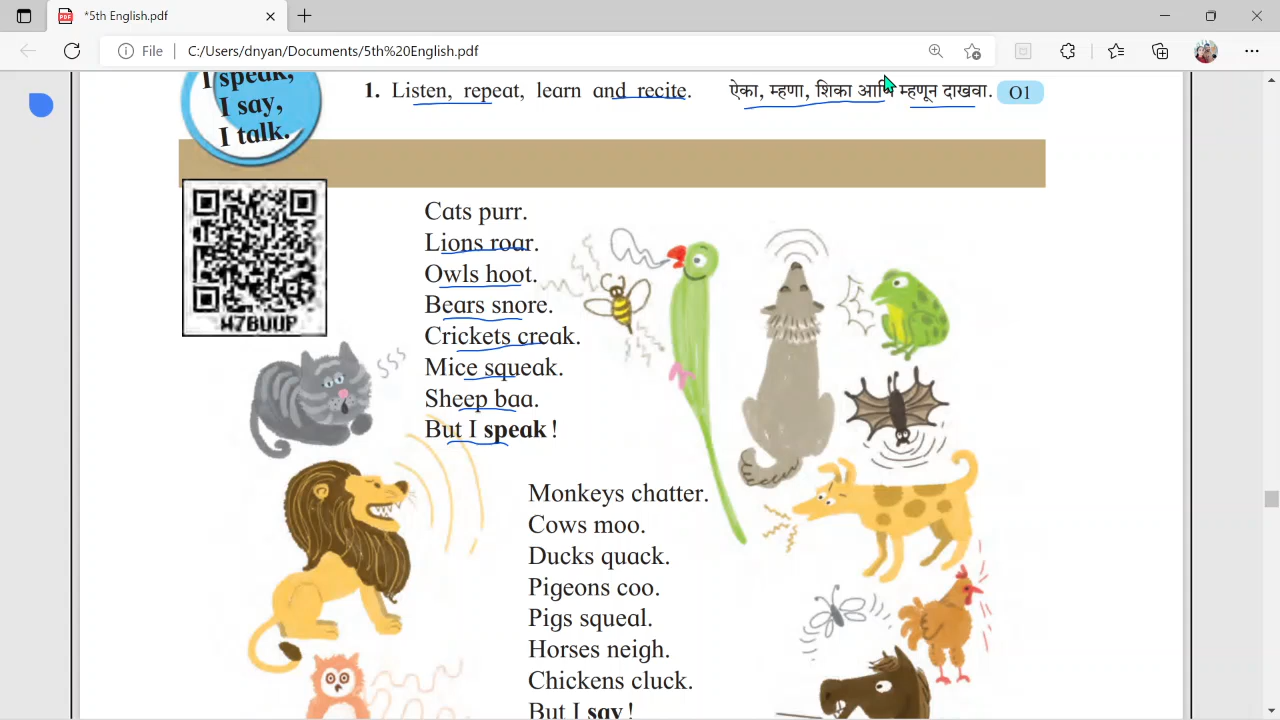 *5th English.pdf
File
C:/Users/dnyan/Documents/5th%20English.pdf
I speak,
I say,
I talk.
1. Listen, repeat, learn and recite. ऐका, म्हणा, शिका आणि म्हणून दाखवा. O1
W7BUUP
Cats purr.
Lions roar.
Owls hoot.
Bears snore.
Crickets creak.
Mice squeak.
Sheep baa.
But I speak!
Monkeys chatter.
Cows moo.
Ducks quack.
Pigeons coo.
Pigs squeal.
Horses neigh.
Chickens cluck.
But I say!